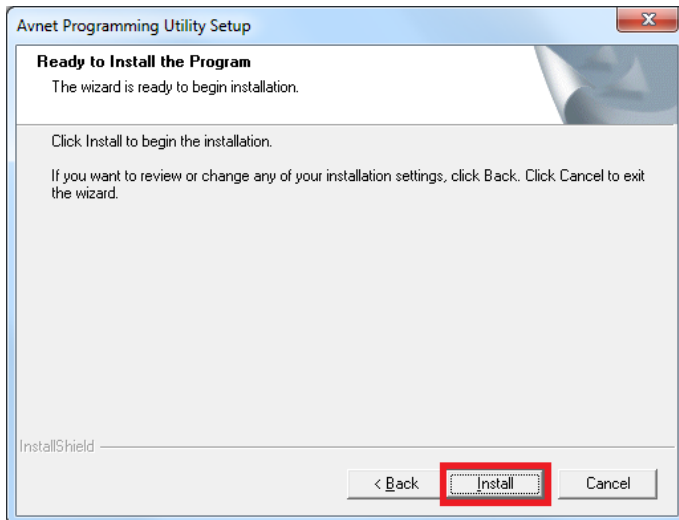 Avnet Programming Utility Setup
Ready to Install the Program
The wizard is ready to begin installation.
Click Install to begin the installation.
If you want to review or change any of your installation settings, click Back. Click Cancel to exit
the wizard.
InstallShield
< Back Install Cancel